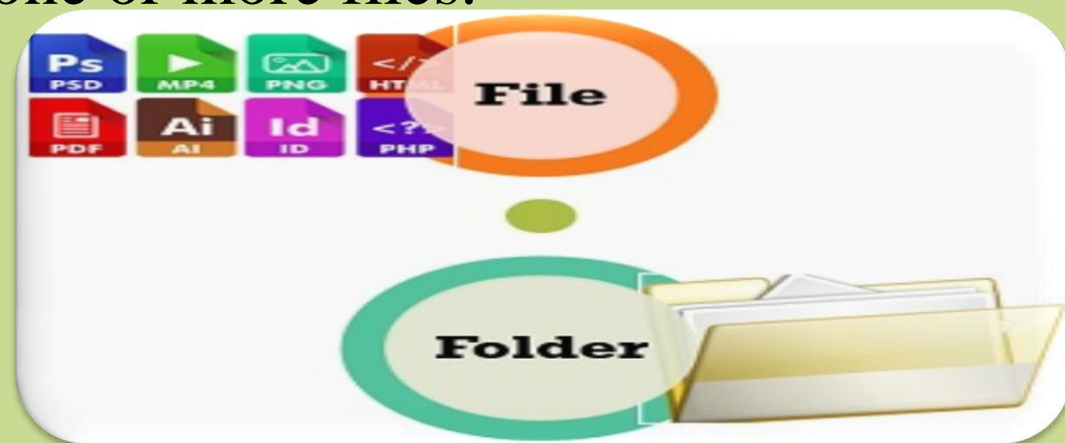 one or more files.
Ps
PSD
MP4
PNG
</>
HTML
File
PDF
Ai
AI
Id
ID
<?>
PHP
Folder